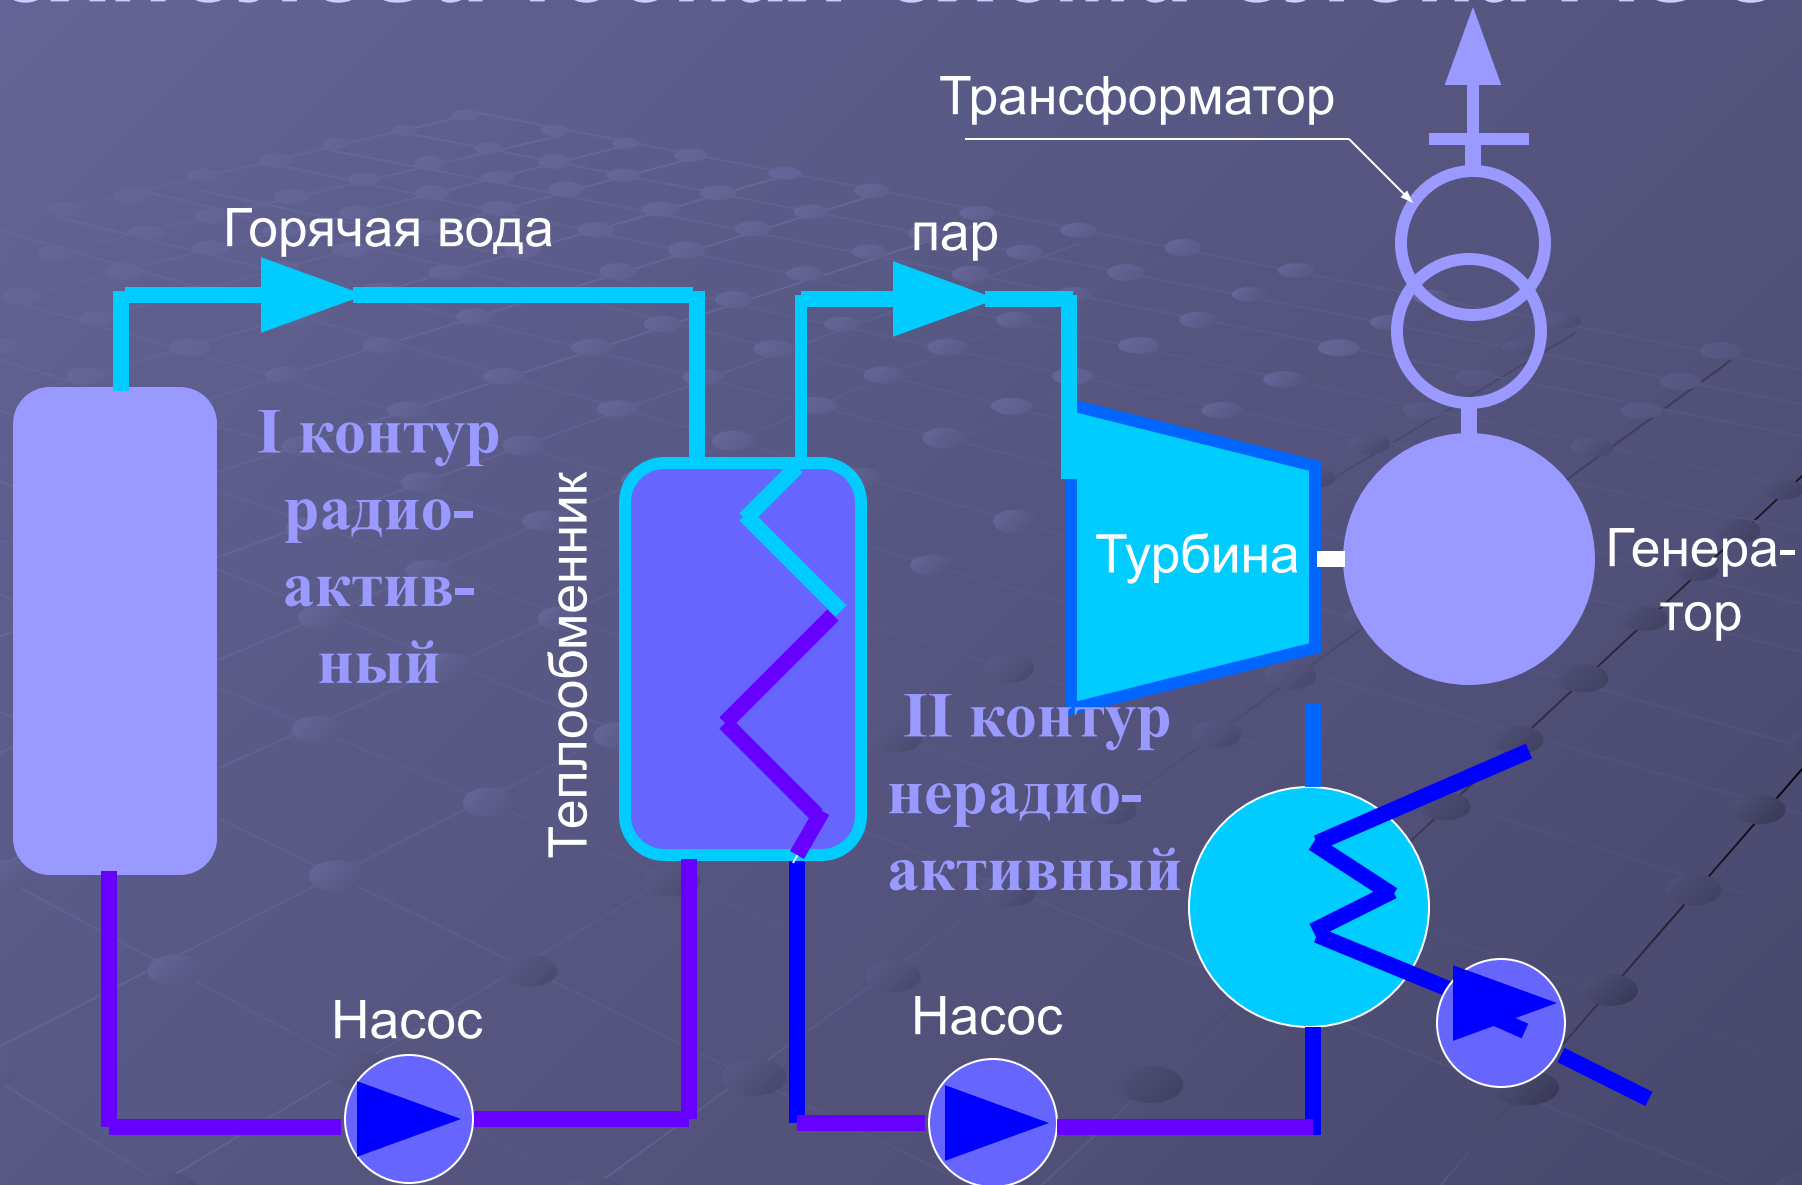 Трансформатор
Горячая вода
пар
I контур
радио-
актив-
ный
Теплообменник
Турбина
Генера-
тор
II контур
нерадио-
активный
Насос
Насос